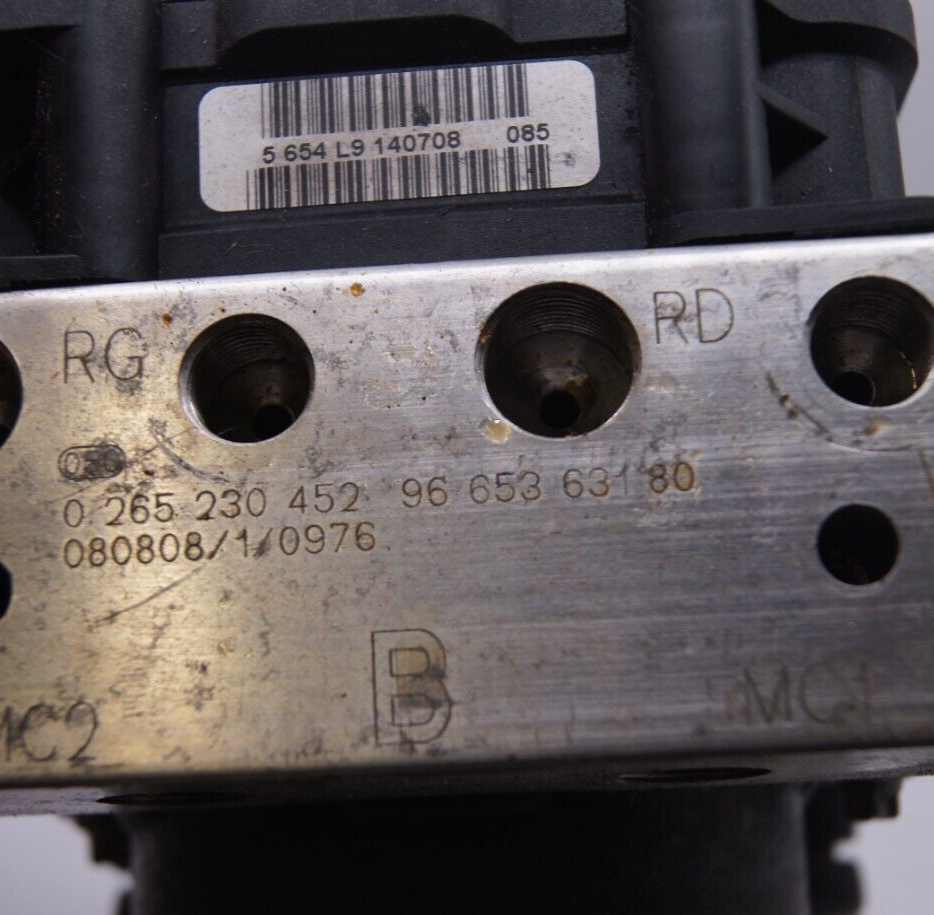 5 654 L9 140708 085
RG RD
0 265 230 452 96 653 631 80
080808/1/0976
B
MC2 MC1